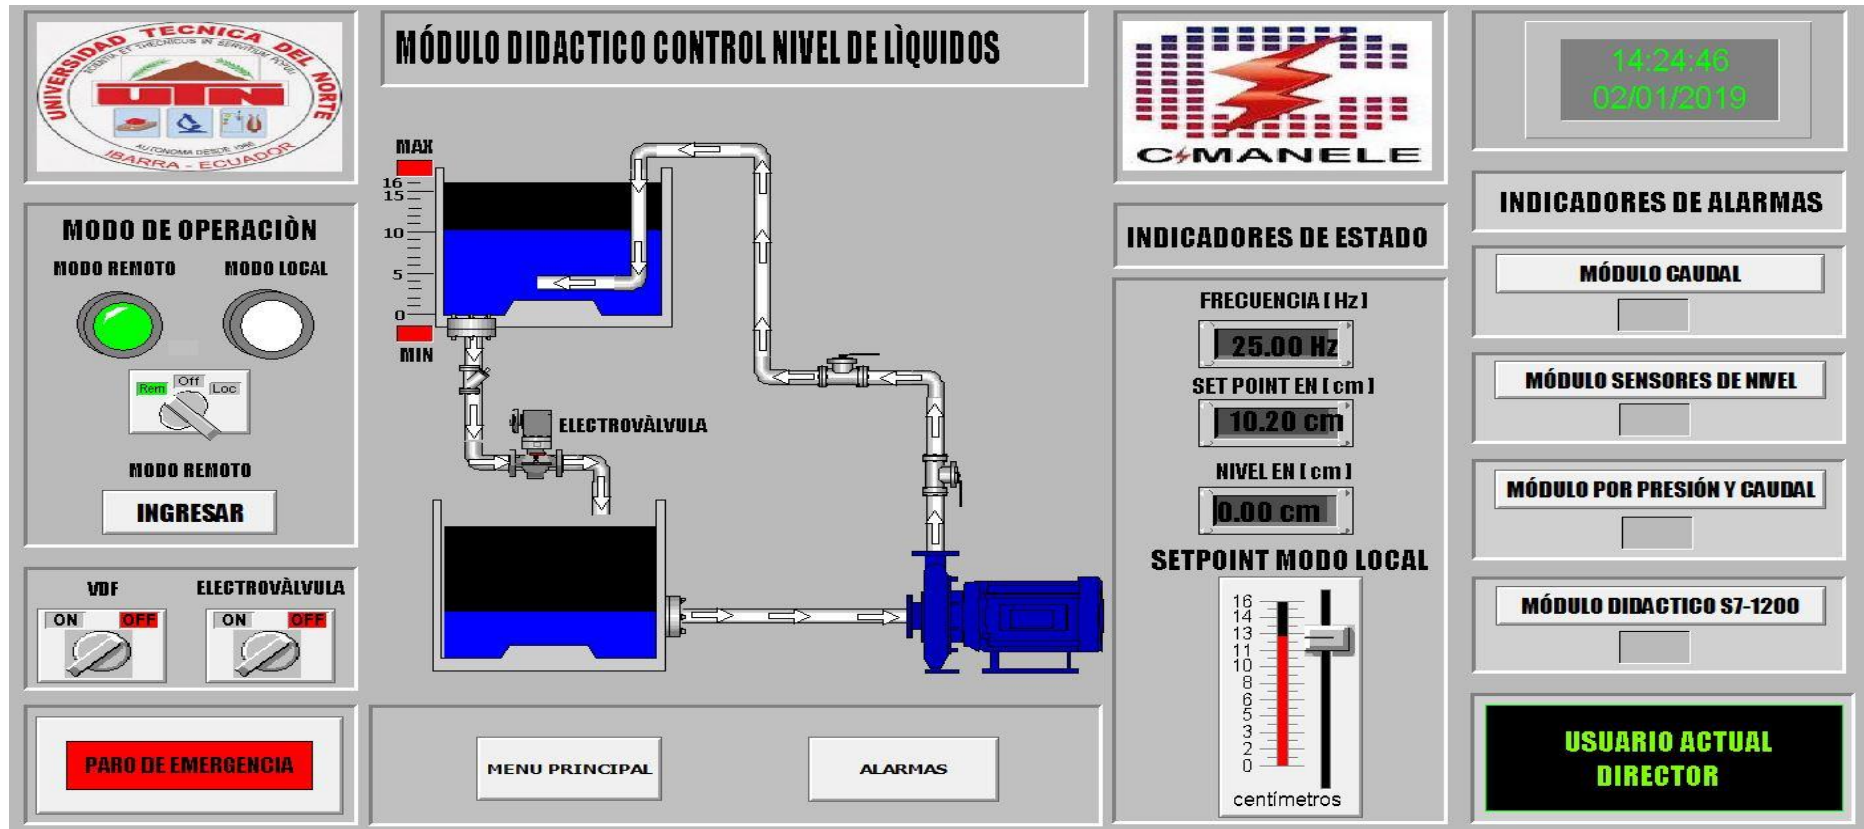 UNIVERSIDAD TECNICA DEL NORTE
UTN
AUTONOMA DESDE 1986
IBARRA - ECUADOR
MÓDULO DIDACTICO CONTROL NIVEL DE LÌQUIDOS
C MANELE
14:24:46
02/01/2019
MODO DE OPERACIÒN
MODO REMOTO
MODO LOCAL
Rem
Off
Loc
MODO REMOTO
INGRESAR
VDF
ELECTROVÀLVULA
ON
OFF
ON
OFF
PARO DE EMERGENCIA
MAX
16
15
10
5
0
MIN
ELECTROVÀLVULA
MENU PRINCIPAL
ALARMAS
INDICADORES DE ESTADO
FRECUENCIA [ Hz ]
25.00 Hz
SET POINT EN [ cm ]
10.20 cm
NIVEL EN [ cm ]
0.00 cm
SETPOINT MODO LOCAL
16
14
13
11
10
8
6
5
3
2
0
centímetros
INDICADORES DE ALARMAS
MÓDULO CAUDAL
MÓDULO SENSORES DE NIVEL
MÓDULO POR PRESIÓN Y CAUDAL
MÓDULO DIDACTICO S7-1200
USUARIO ACTUAL
DIRECTOR